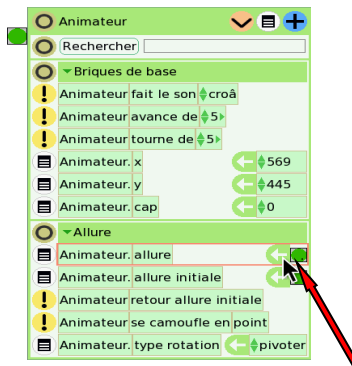 Animateur
Rechercher
Briques de base
Animateur fait le son croâ
Animateur avance de 5
Animateur tourne de 5
Animateur. x 569
Animateur. y 445
Animateur. cap 0
Allure
Animateur. allure
Animateur. allure initiale
Animateur retour allure initiale
Animateur se camoufle en point
Animateur. type rotation pivoter